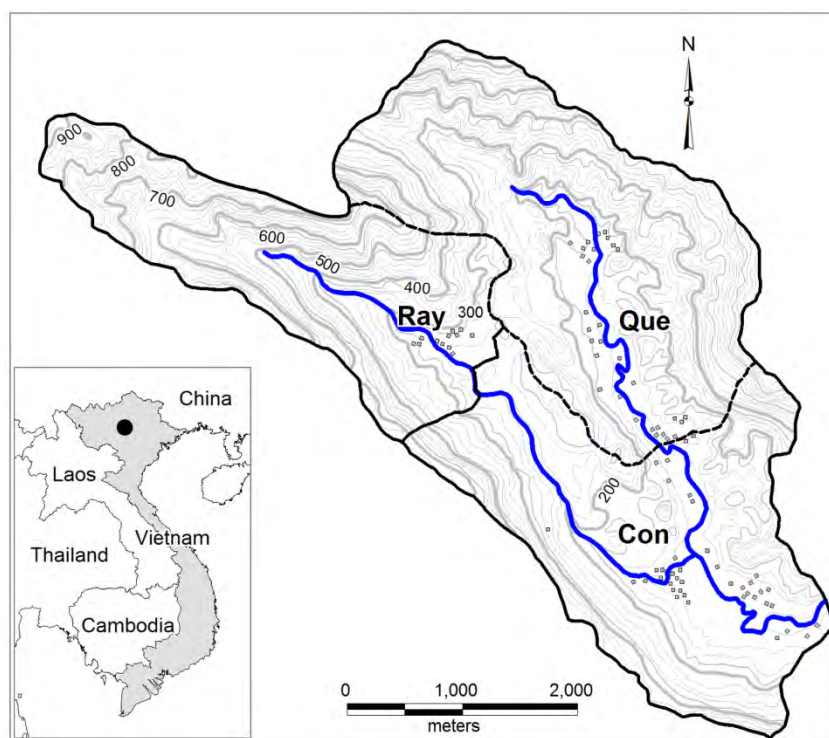 N
900
800
700
600
500
400
300
Ray
Que
200
Con
China
Laos
Vietnam
Thailand
Cambodia
0 1,000 2,000
meters